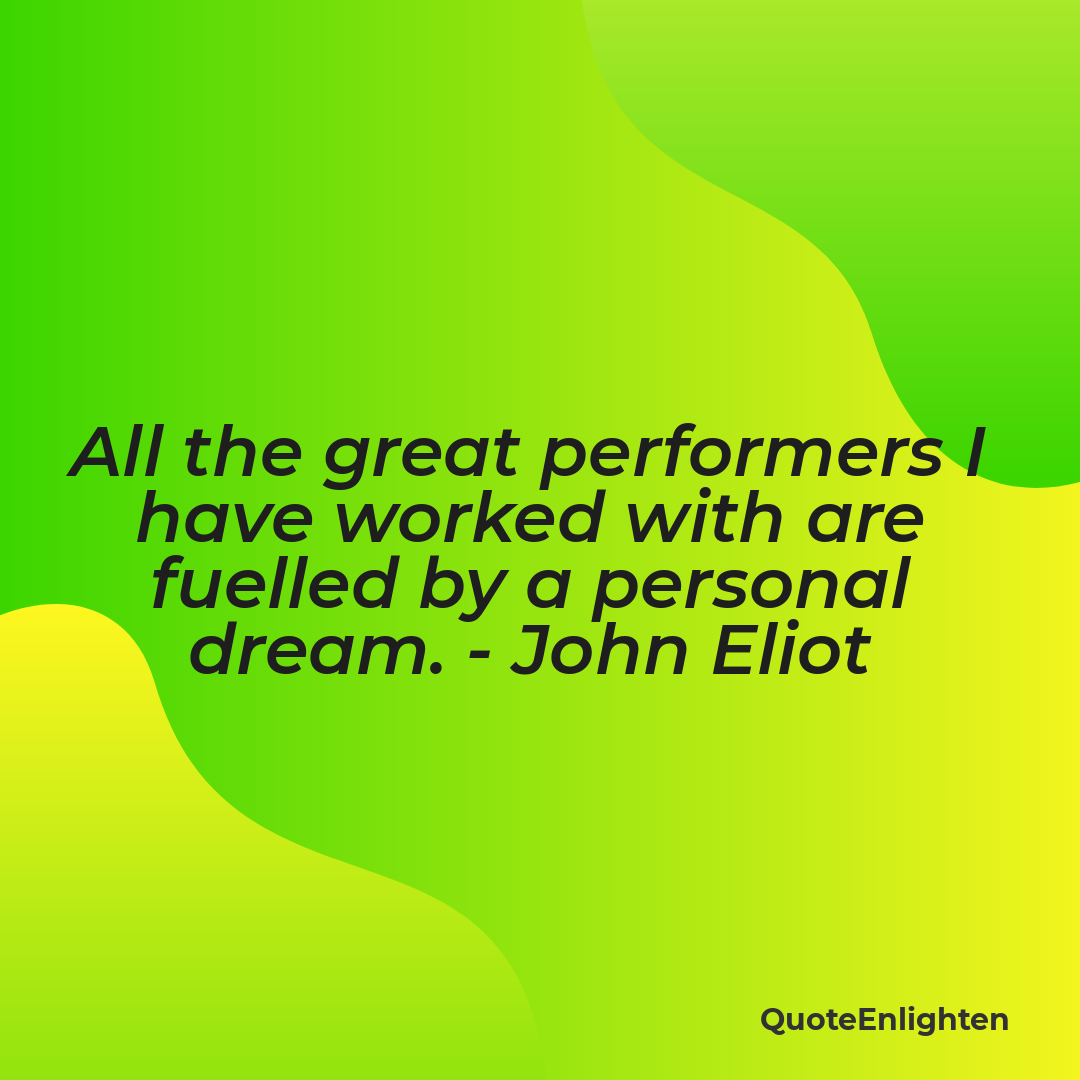 All the great performers I
have worked with are
fuelled by a personal
dream. - John Eliot
QuoteEnlighten